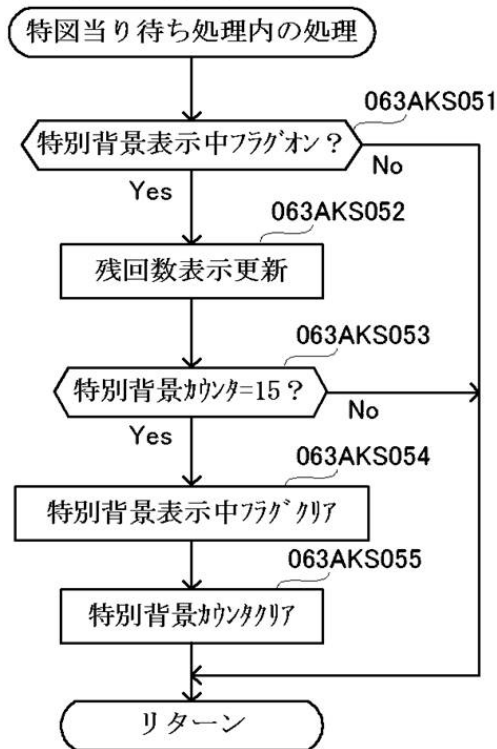 特図当り待ち処理内の処理
063AKS051
特別背景表示中ﾌﾗｸﾞｵﾝ?
No
Yes
063AKS052
残回数表示更新
063AKS053
特別背景ｶｳﾝﾀ=15?
No
Yes
063AKS054
特別背景表示中ﾌﾗｸﾞｸﾘｱ
063AKS055
特別背景ｶｳﾝﾀｸﾘｱ
リターン